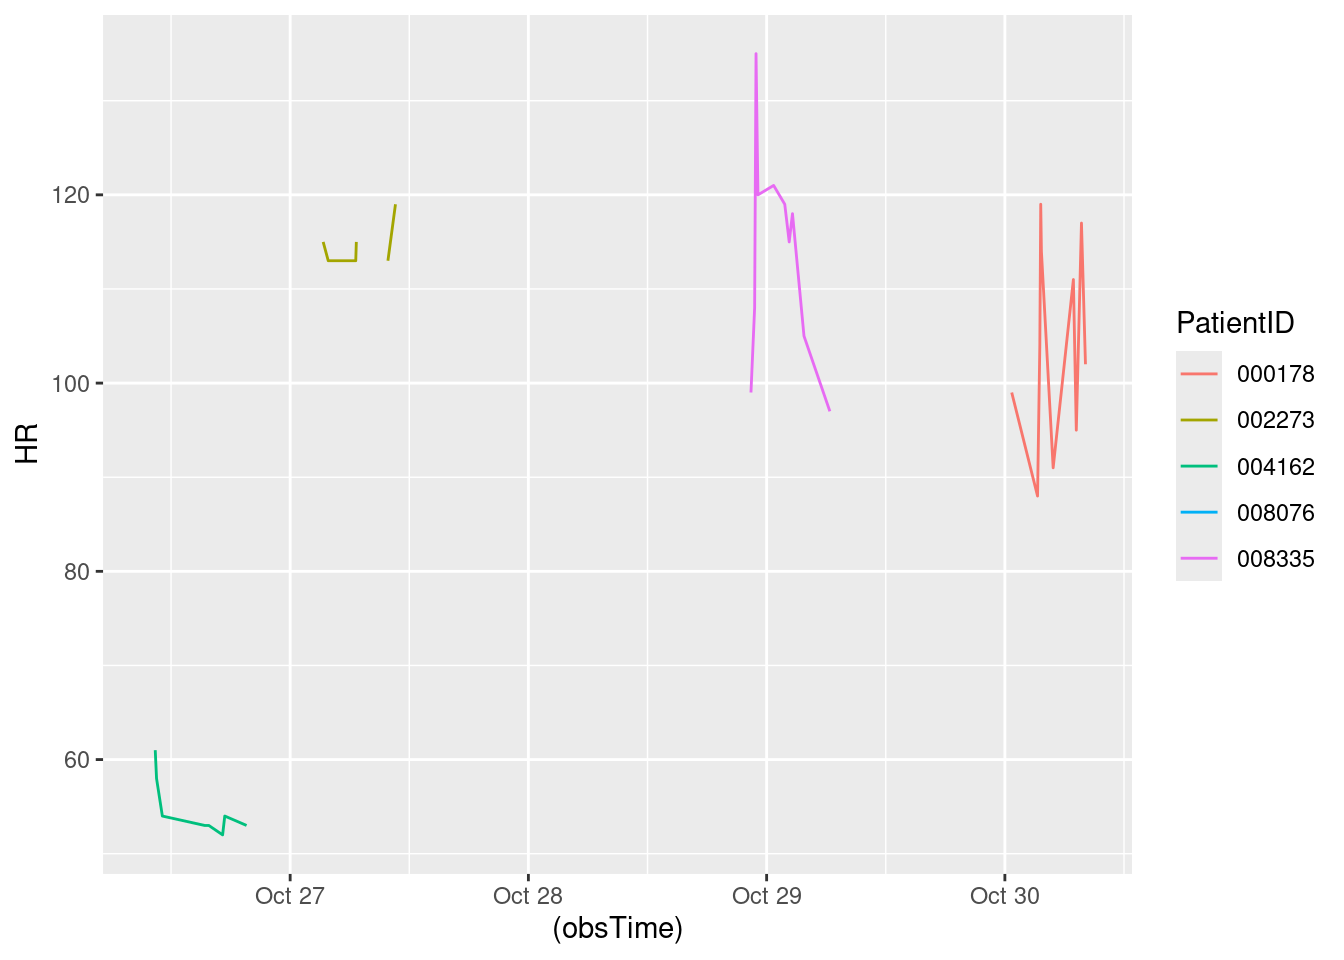 120
100
80
60
HR
Oct 27
Oct 28
Oct 29
Oct 30
(obsTime)
PatientID
000178
002273
004162
008076
008335